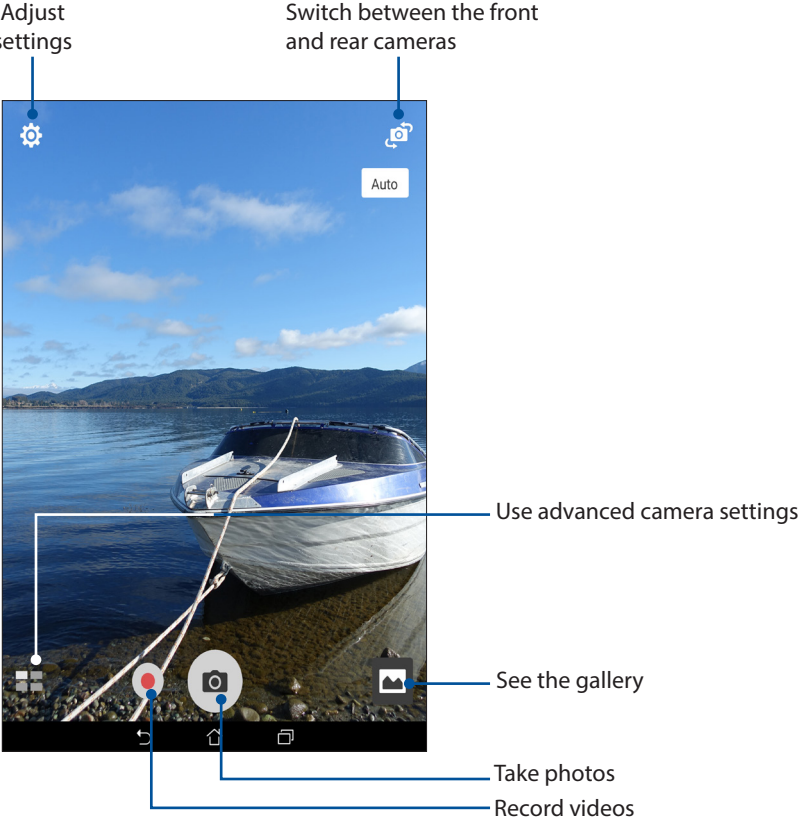 Adjust
settings
Switch between the front
and rear cameras
Auto
Use advanced camera settings
See the gallery
Take photos
Record videos